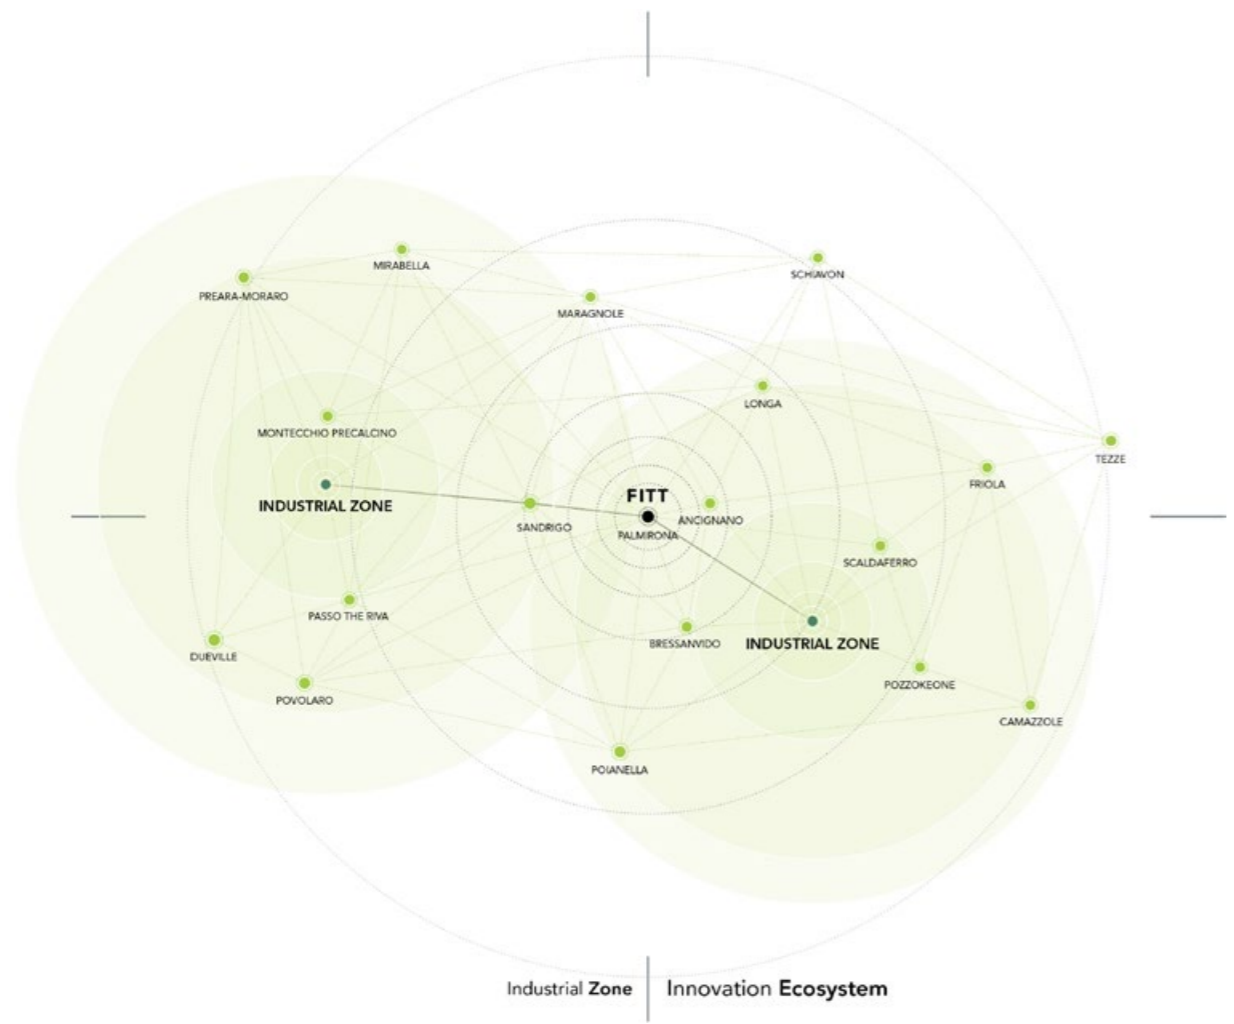 MIRABELLA
SCHIAVON
PREARA-MORARO
MARAGNOLE
LONGA
MONTECCHIO PRECALCINO
TEZZE
FRIOLA
FITT
INDUSTRIAL ZONE
ANCIGNANO
SANDRIGO
PALMIRONA
SCALDAFERRO
PASSO THE RIVA
BRESSANVIDO
INDUSTRIAL ZONE
DUEVILLE
POZZOKEONE
POVOLARO
CAMAZZOLE
POIANELLA
Industrial Zone
Innovation Ecosystem